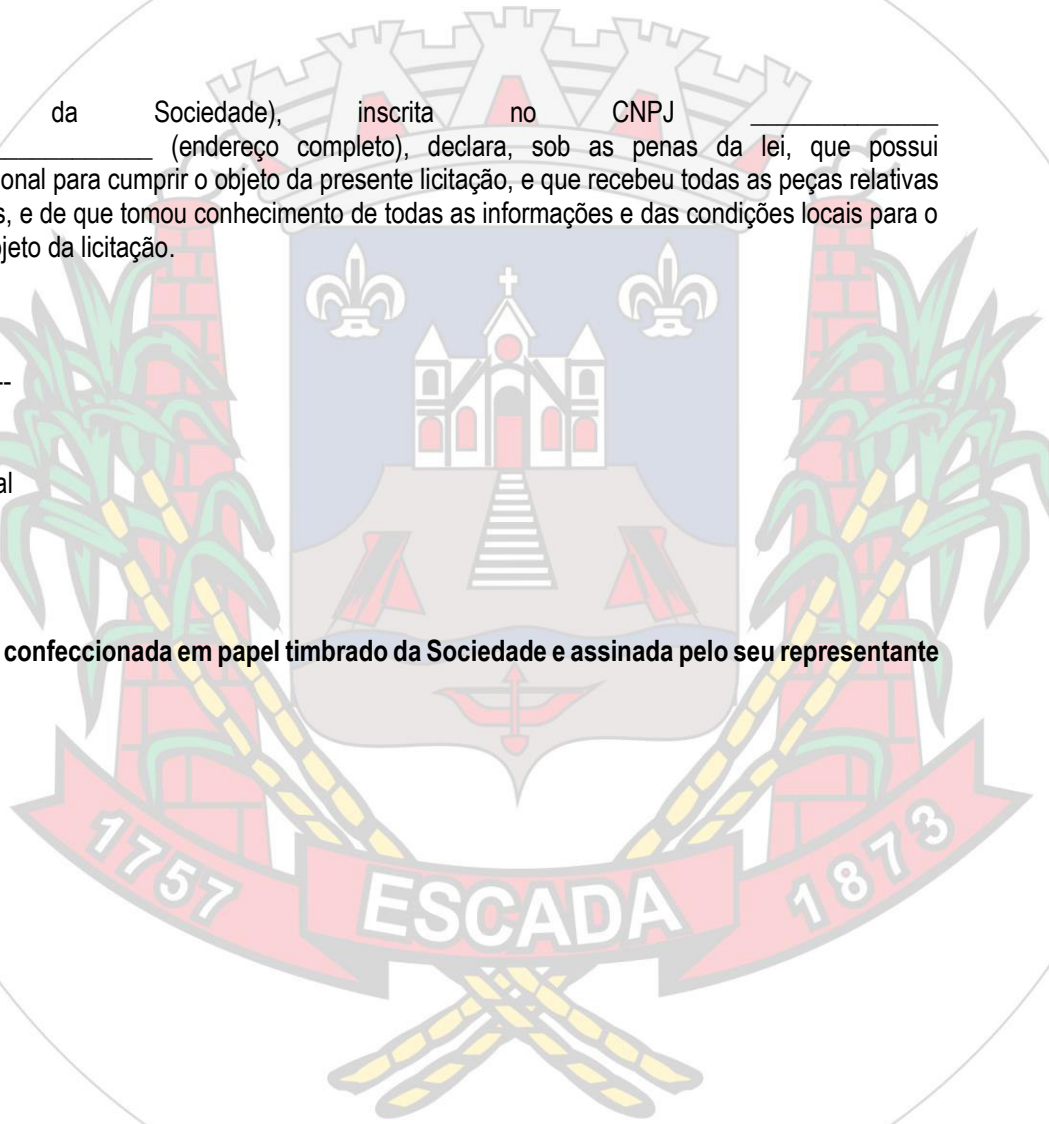 da Sociedade), inscrita no CNPJ ______________
____________ (endereço completo), declara, sob as penas da lei, que possui
onal para cumprir o objeto da presente licitação, e que recebeu todas as peças relativas
s, e de que tomou conhecimento de todas as informações e das condições locais para o
jeto da licitação.
--
al
confeccionada em papel timbrado da Sociedade e assinada pelo seu representante
1757
ESCADA
1873